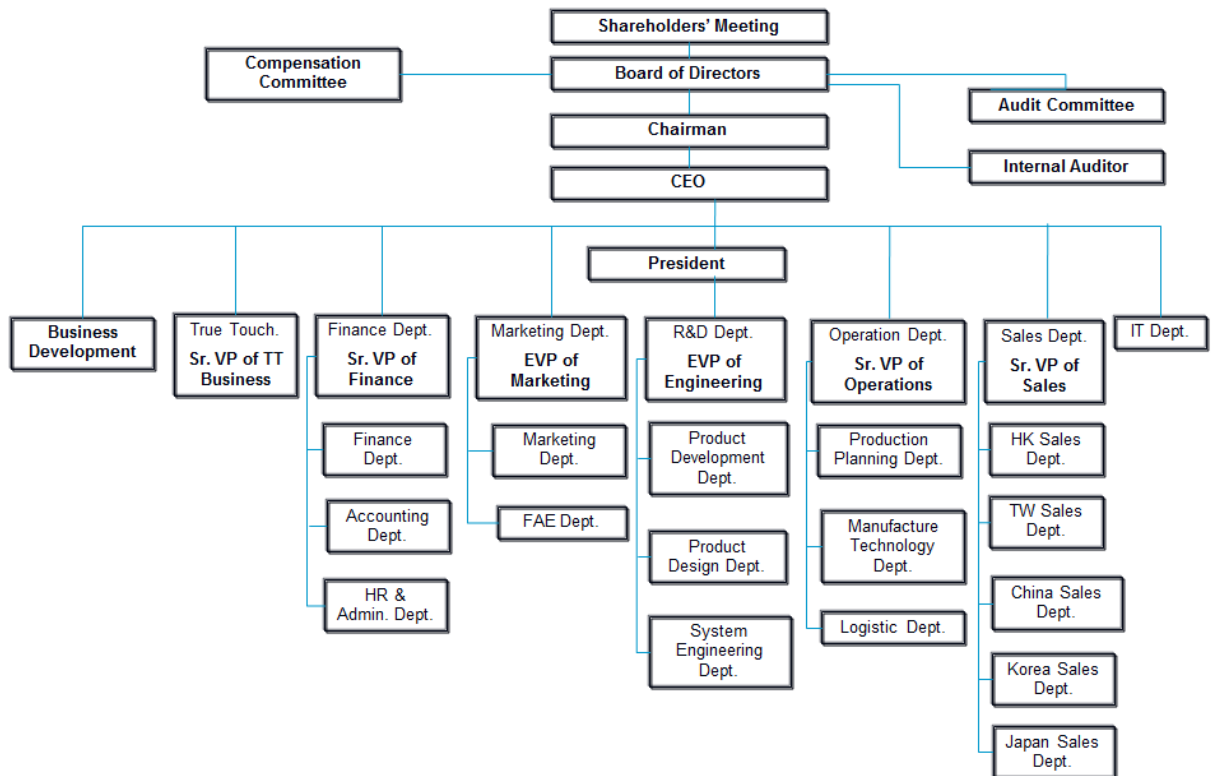 Shareholders' Meeting
Compensation
Committee
Board of Directors
Audit Committee
Chairman
Internal Auditor
CEO
President
Business
Development
True Touch.
Sr. VP of TT
Business
Finance Dept.
Sr. VP of
Finance
Marketing Dept.
EVP of
Marketing
R&D Dept.
EVP of
Engineering
Operation Dept.
Sr. VP of
Operations
Sales Dept.
Sr. VP of
Sales
IT Dept.
Finance
Dept.
Accounting
Dept.
HR &
Admin. Dept.
Marketing
Dept.
FAE Dept.
Product
Development
Dept.
Product
Design Dept.
System
Engineering
Dept.
Production
Planning Dept.
Manufacture
Technology
Dept.
Logistic Dept.
HK Sales
Dept.
TW Sales
Dept.
China Sales
Dept.
Korea Sales
Dept.
Japan Sales
Dept.